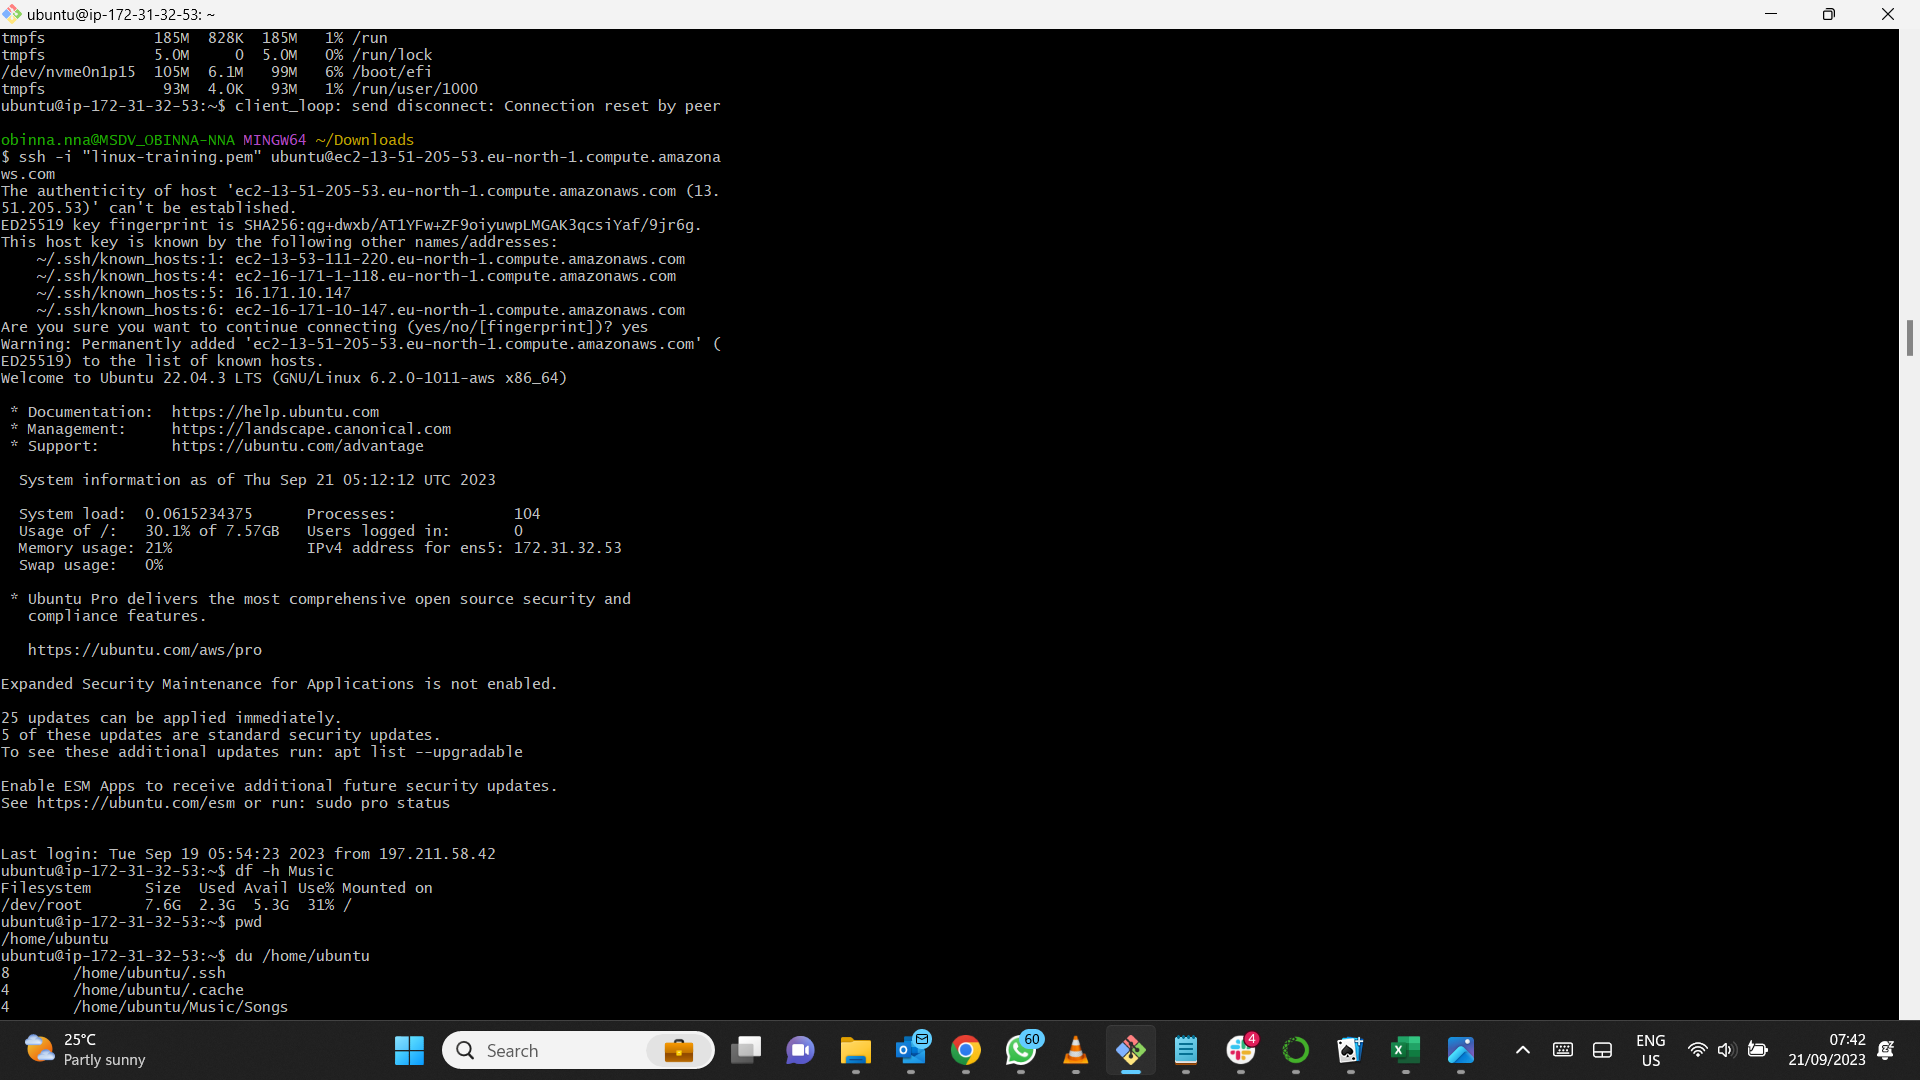 ubuntu@ip-172-31-32-53: ~
tmpfs            185M  828K  185M   1% /run
tmpfs            5.0M     0  5.0M   0% /run/lock
/dev/nvme0n1p15  105M  6.1M   99M   6% /boot/efi
tmpfs             93M  4.0K   93M   1% /run/user/1000
ubuntu@ip-172-31-32-53:~$ client_loop: send disconnect: Connection reset by peer
obinna.nna@MSDV_OBINNA-NNA MINGW64 ~/Downloads
$ ssh -i "linux-training.pem" ubuntu@ec2-13-51-205-53.eu-north-1.compute.amazona
ws.com
The authenticity of host 'ec2-13-51-205-53.eu-north-1.compute.amazonaws.com (13.
51.205.53)' can't be established.
ED25519 key fingerprint is SHA256:qg+dwxb/AT1YFw+ZF9oiyuwpLMGAK3qcsiYaf/9jr6g.
This host key is known by the following other names/addresses:
    ~/.ssh/known_hosts:1: ec2-13-53-111-220.eu-north-1.compute.amazonaws.com
    ~/.ssh/known_hosts:4: ec2-16-171-1-118.eu-north-1.compute.amazonaws.com
    ~/.ssh/known_hosts:5: 16.171.10.147
    ~/.ssh/known_hosts:6: ec2-16-171-10-147.eu-north-1.compute.amazonaws.com
Are you sure you want to continue connecting (yes/no/[fingerprint])? yes
Warning: Permanently added 'ec2-13-51-205-53.eu-north-1.compute.amazonaws.com' (
ED25519) to the list of known hosts.
Welcome to Ubuntu 22.04.3 LTS (GNU/Linux 6.2.0-1011-aws x86_64)
 * Documentation:  https://help.ubuntu.com
 * Management:     https://landscape.canonical.com
 * Support:        https://ubuntu.com/advantage
  System information as of Thu Sep 21 05:12:12 UTC 2023
  System load:  0.0615234375      Processes:             104
  Usage of /:   30.1% of 7.57GB   Users logged in:       0
  Memory usage: 21%               IPv4 address for ens5: 172.31.32.53
  Swap usage:   0%
 * Ubuntu Pro delivers the most comprehensive open source security and
   compliance features.
   https://ubuntu.com/aws/pro
Expanded Security Maintenance for Applications is not enabled.
25 updates can be applied immediately.
5 of these updates are standard security updates.
To see these additional updates run: apt list --upgradable
Enable ESM Apps to receive additional future security updates.
See https://ubuntu.com/esm or run: sudo pro status
Last login: Tue Sep 19 05:54:23 2023 from 197.211.58.42
ubuntu@ip-172-31-32-53:~$ df -h Music
Filesystem      Size  Used Avail Use% Mounted on
/dev/root       7.6G  2.3G  5.3G  31% /
ubuntu@ip-172-31-32-53:~$ pwd
/home/ubuntu
ubuntu@ip-172-31-32-53:~$ du /home/ubuntu
8       /home/ubuntu/.ssh
4       /home/ubuntu/.cache
4       /home/ubuntu/Music/Songs
25°C
Partly sunny
Search
60
4
ENG
US
07:42
21/09/2023